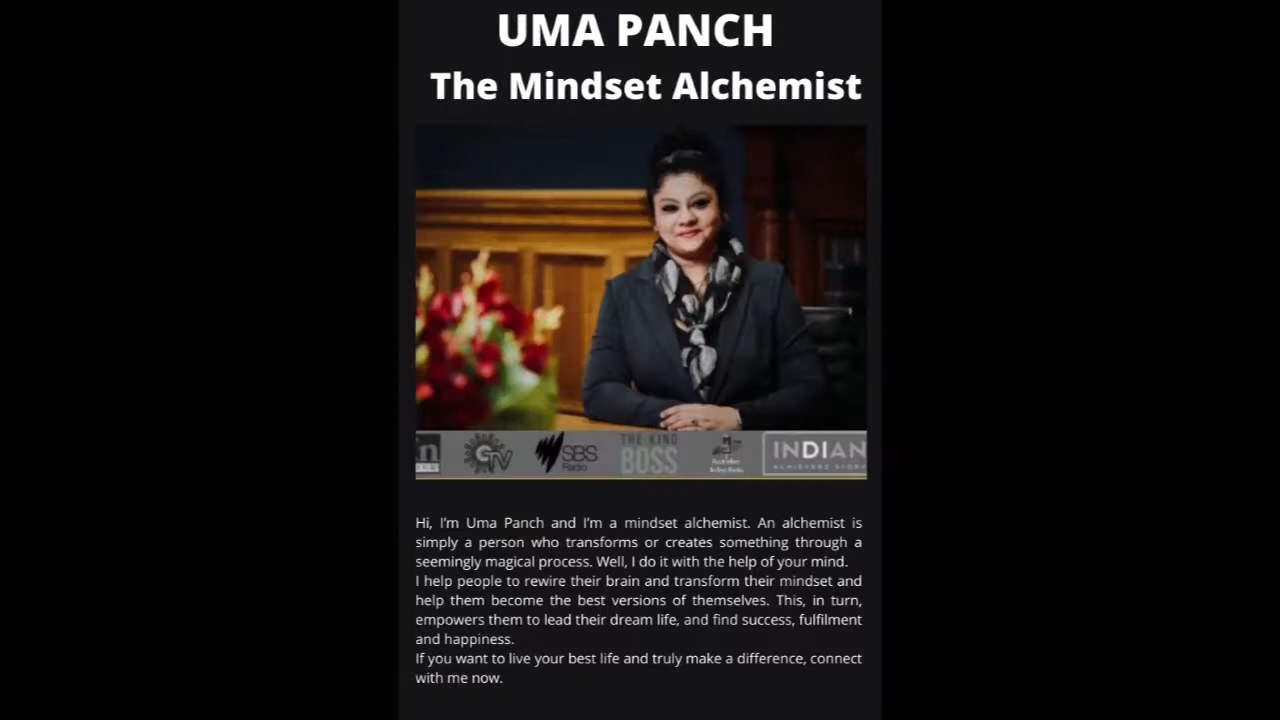 UMA PANCH
The Mindset Alchemist
SBS
Radio
THE KIND
BOSS
INDIAN
Hi, I'm Uma Panch and I'm a mindset alchemist. An alchemist is
simply a person who transforms or creates something through a
seemingly magical process. Well, I do it with the help of your mind.
I help people to rewire their brain and transform their mindset and
help them become the best versions of themselves. This, in turn,
empowers them to lead their dream life, and find success, fulfilment
and happiness.
If you want to live your best life and truly make a difference, connect
with me now.